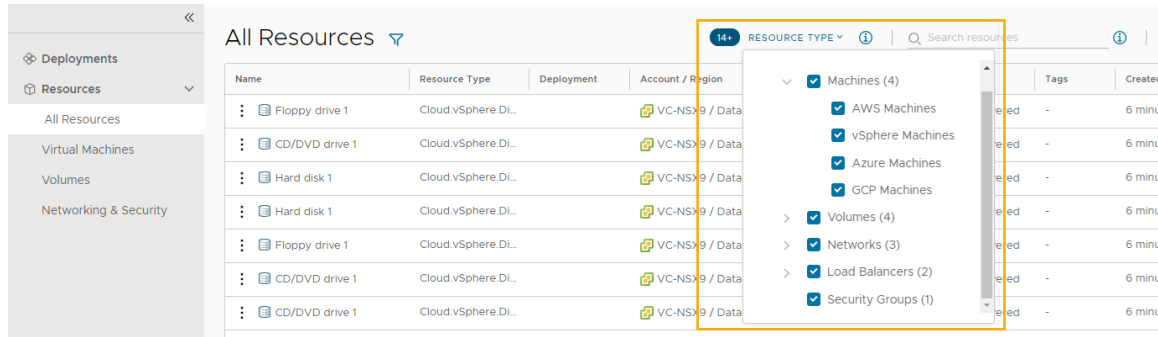 «
Deployments
Resources
All Resources
Virtual Machines
Volumes
Networking & Security
All Resources
14+ RESOURCE TYPE
Search resources
Name Resource Type Deployment Account / Region Tags Created
Floppy drive 1 Cloud.vSphere.Di... VC-NSX9 / Data ered - 6 minu
CD/DVD drive 1 Cloud.vSphere.Di... VC-NSX9 / Data ered - 6 minu
Hard disk 1 Cloud.vSphere.Di... VC-NSX9 / Data ered - 6 minu
Hard disk 1 Cloud.vSphere.Di... VC-NSX9 / Data ered - 6 minu
Floppy drive 1 Cloud.vSphere.Di... VC-NSX9 / Data ered - 6 minu
CD/DVD drive 1 Cloud.vSphere.Di... VC-NSX9 / Data ered - 6 minu
CD/DVD drive 1 Cloud.vSphere.Di... VC-NSX9 / Data ered - 6 minu
Machines (4)
AWS Machines
vSphere Machines
Azure Machines
GCP Machines
Volumes (4)
Networks (3)
Load Balancers (2)
Security Groups (1)